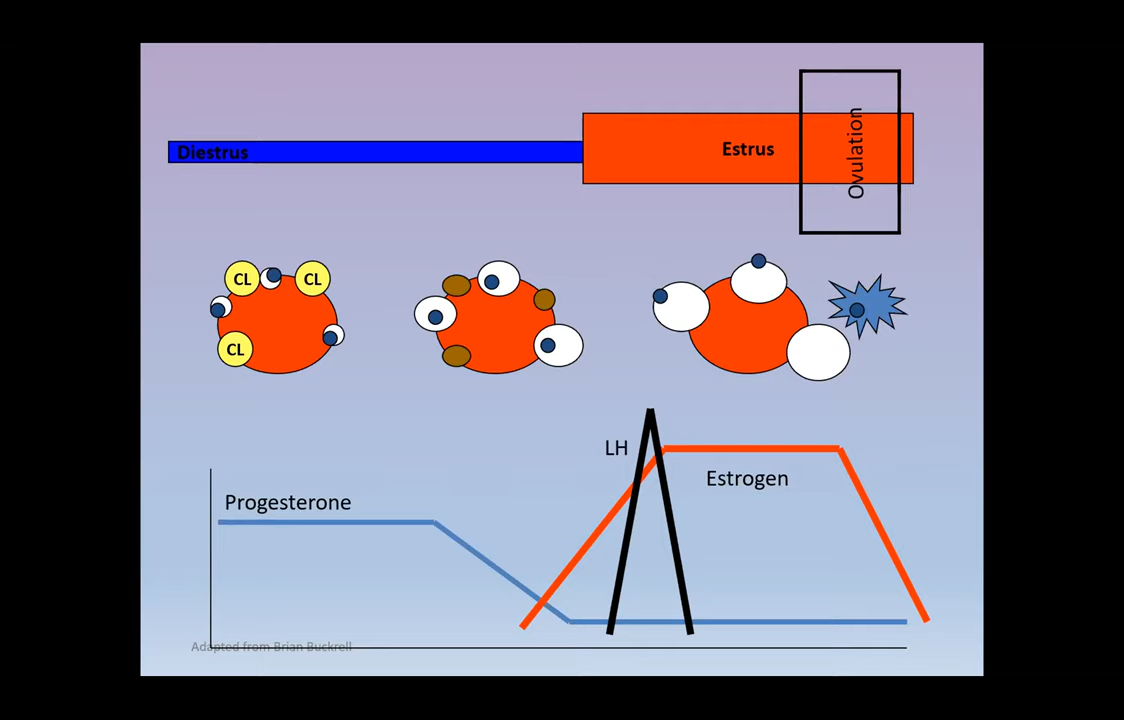 Diestrus
Estrus
Ovulation
CL
CL
CL
LH
Estrogen
Progesterone
Adapted from Brian Buckrell